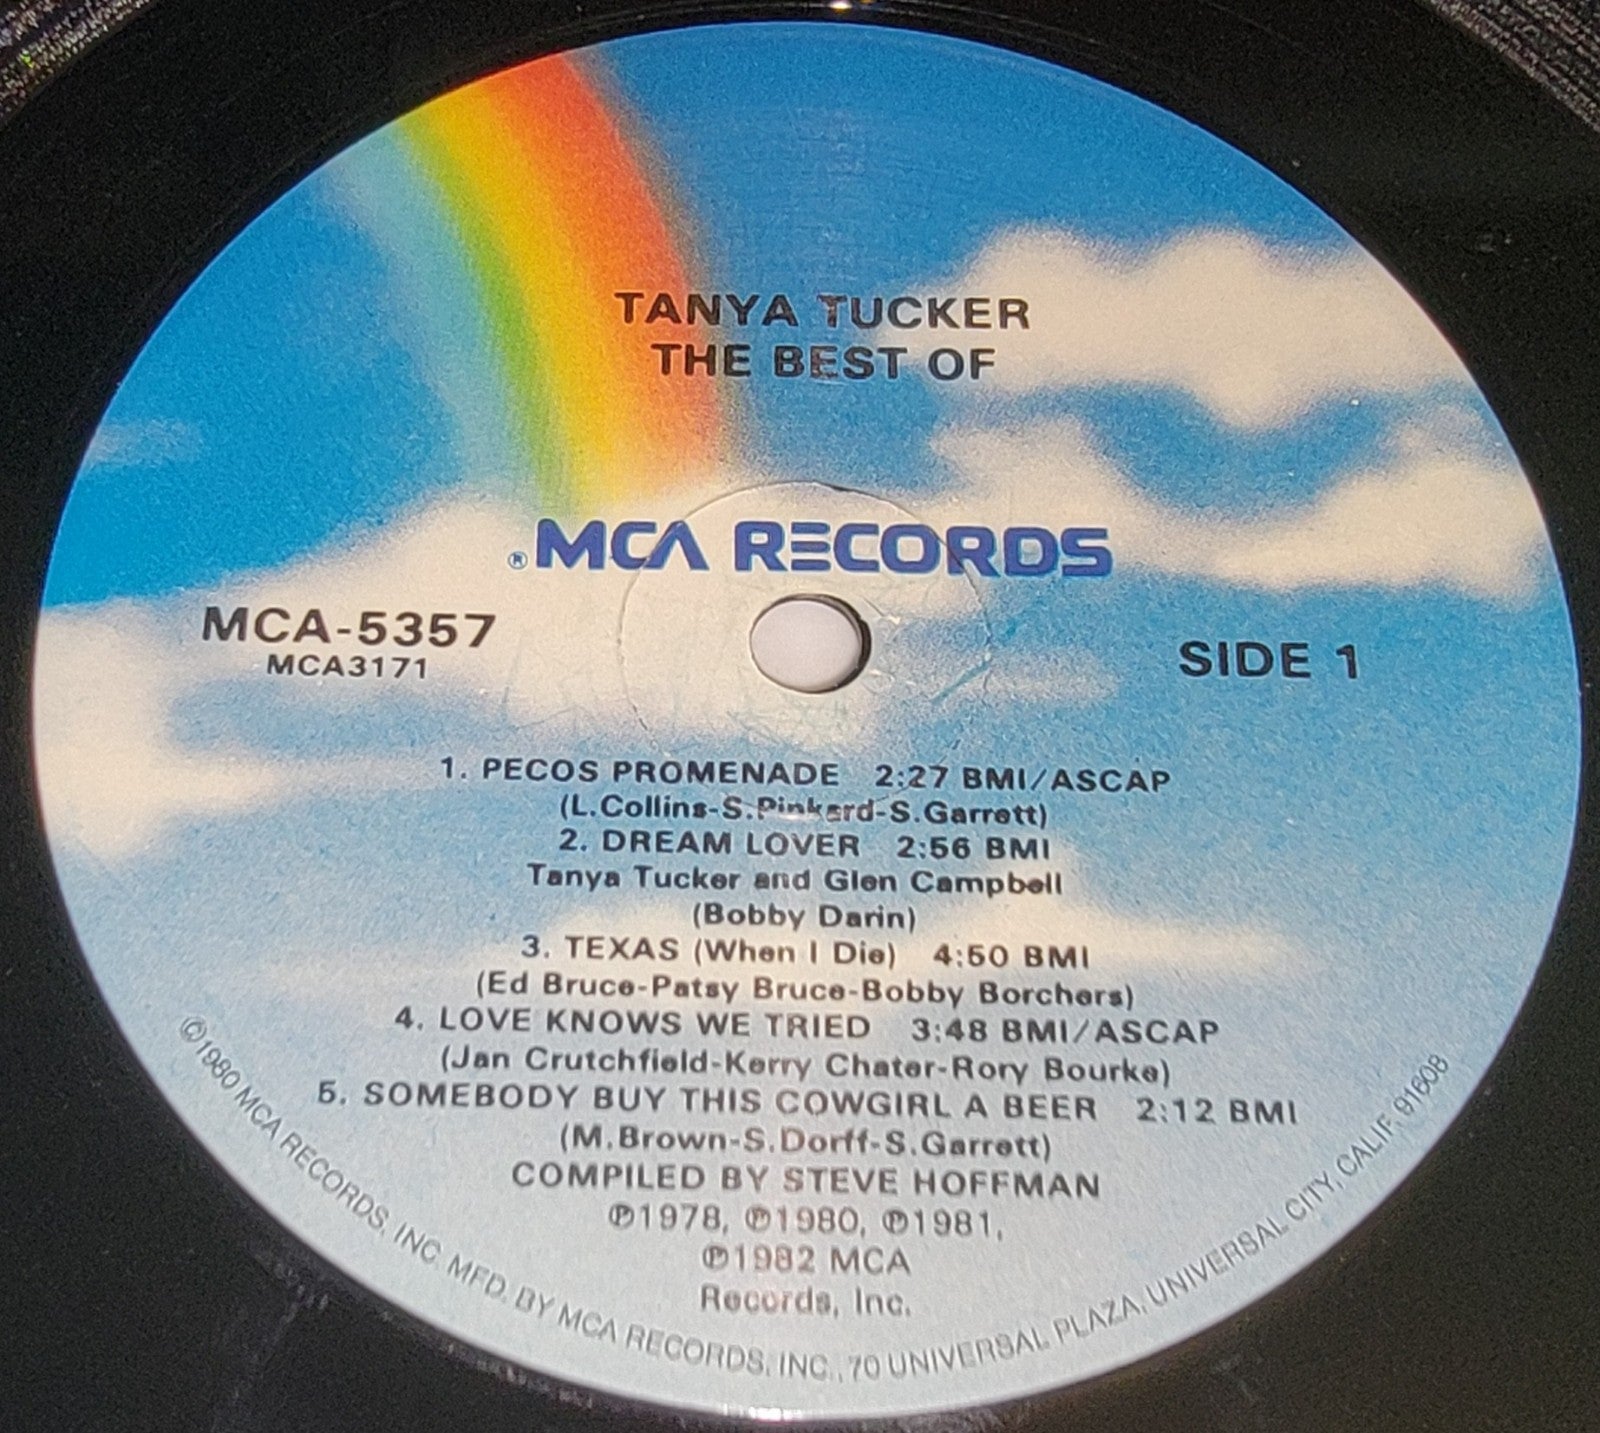 TANYA TUCKER
THE BEST OF
® MCA RECORDS
MCA-5357
MCA3171
SIDE 1
1. PECOS PROMENADE 2:27 BMI/ASCAP
(L.Collins-S.Pinkard-S.Garrett)
2. DREAM LOVER 2:56 BMI
Tanya Tucker and Glen Campbell
(Bobby Darin)
3. TEXAS (When I Die) 4:50 BMI
(Ed Bruce-Patsy Bruce-Bobby Borchers)
4. LOVE KNOWS WE TRIED 3:48 BMI/ASCAP
(Jan Crutchfield-Kerry Chater-Rory Bourke)
5. SOMEBODY BUY THIS COWGIRL A BEER 2:12 BMI
(M.Brown-S.Dorff-S.Garrett)
COMPILED BY STEVE HOFFMAN
℗1978, ℗1980, ℗1981,
℗1982 MCA
Records, Inc.
©1980 MCA RECORDS, INC. MFD. BY MCA RECORDS, INC., 70 UNIVERSAL PLAZA, UNIVERSAL CITY, CALIF. 91608